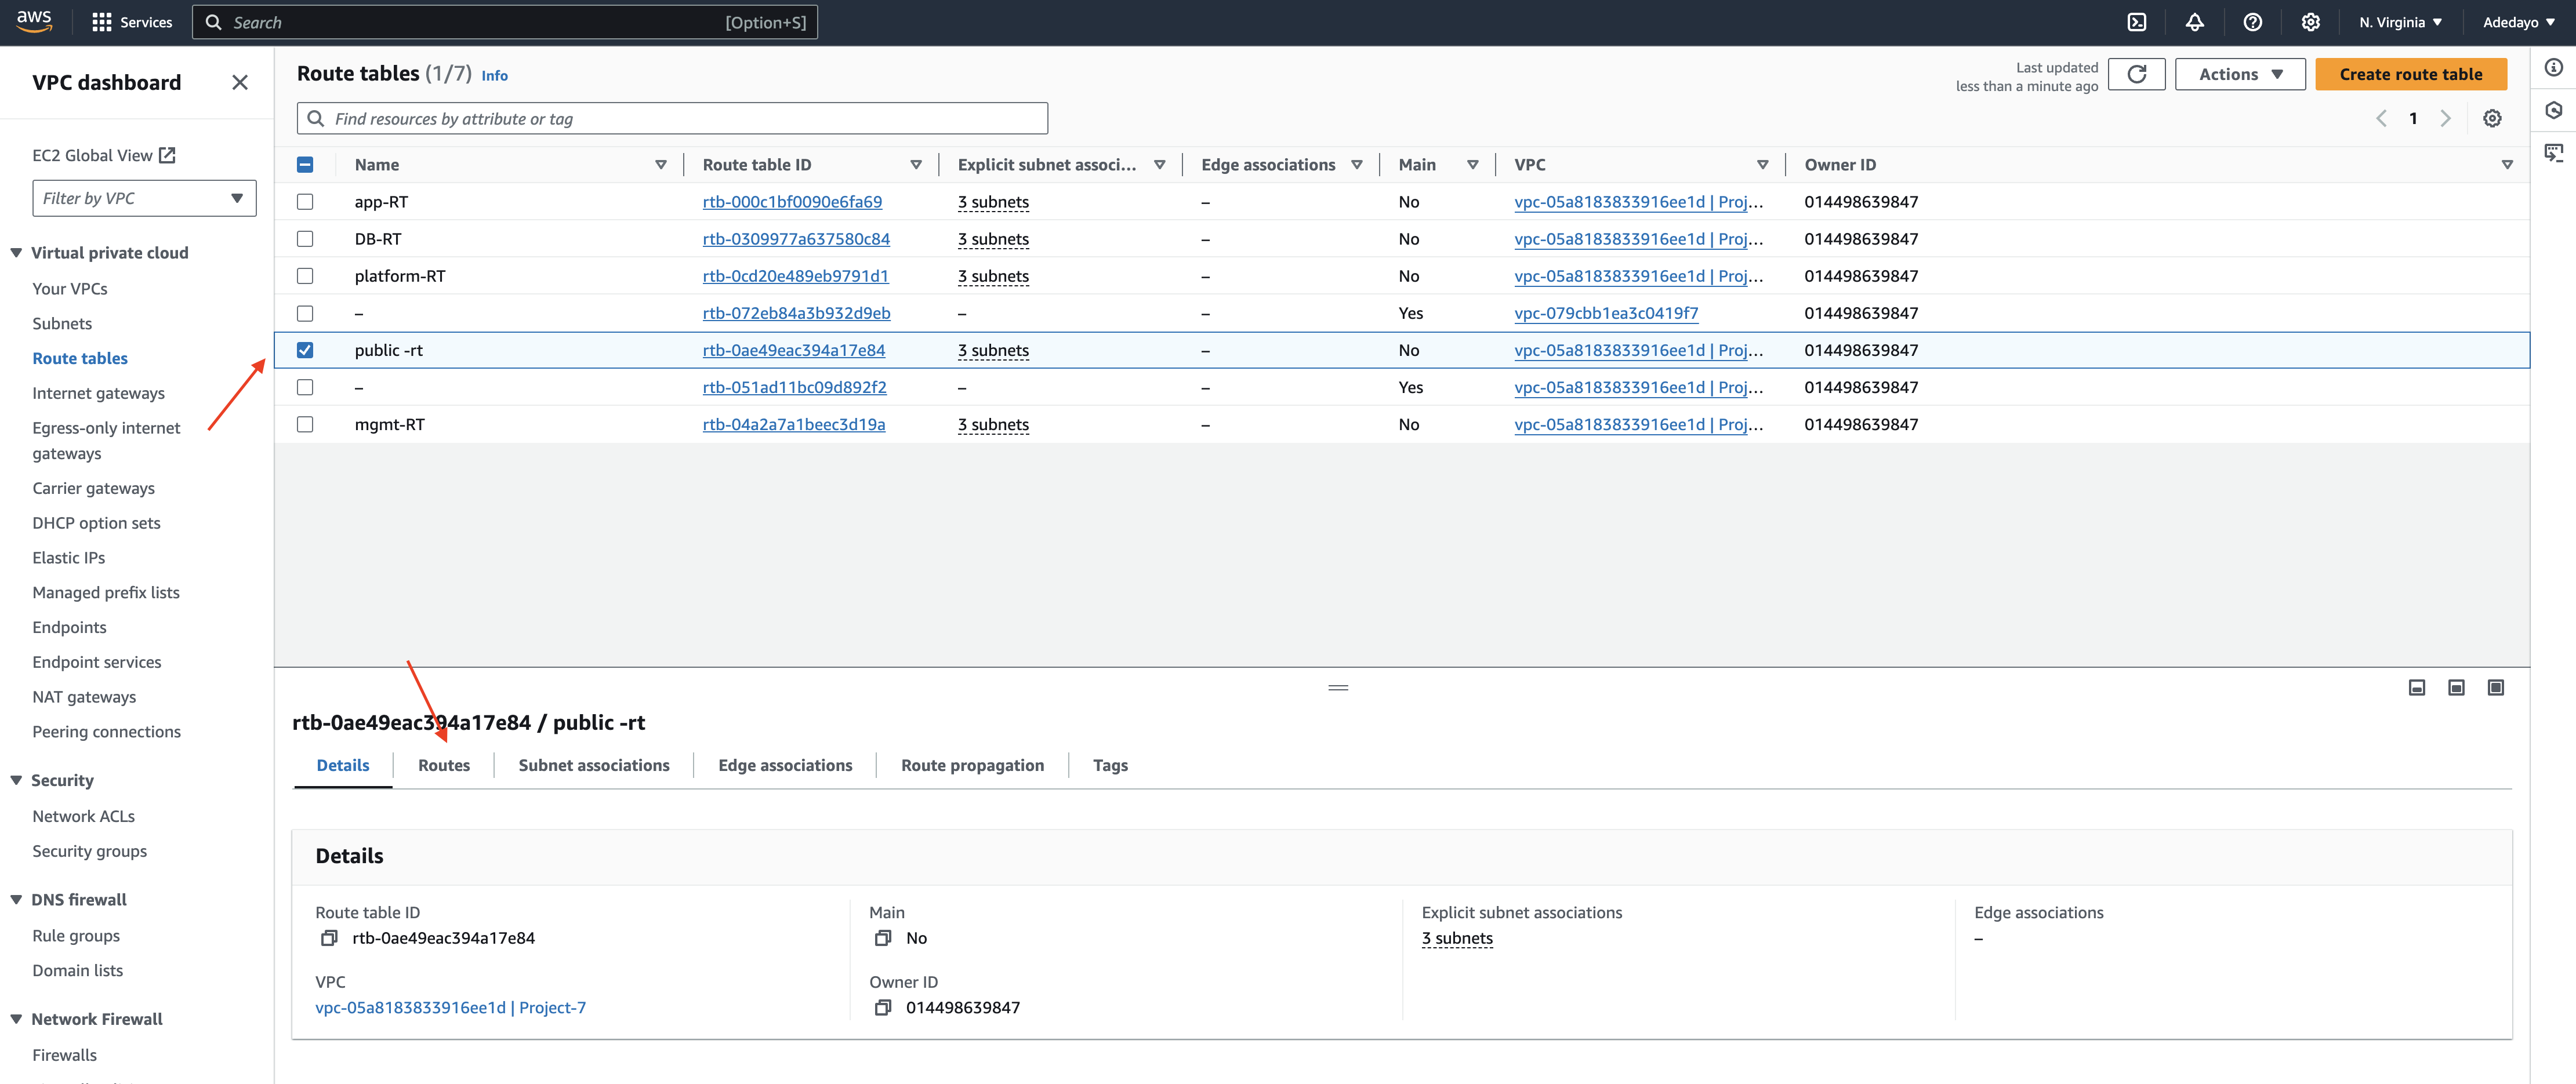 aws
Services
Search
[Option+S]
N. Virginia
Adedayo
VPC dashboard
EC2 Global View
Filter by VPC
Virtual private cloud
Your VPCs
Subnets
Route tables
Internet gateways
Egress-only internet
gateways
Carrier gateways
DHCP option sets
Elastic IPs
Managed prefix lists
Endpoints
Endpoint services
NAT gateways
Peering connections
Security
Network ACLs
Security groups
DNS firewall
Rule groups
Domain lists
Network Firewall
Firewalls
Route tables (1/7) Info
Last updated
less than a minute ago
Actions
Create route table
Find resources by attribute or tag
1
Name Route table ID Explicit subnet associ... Edge associations Main VPC Owner ID
app-RT rtb-000c1bf0090e6fa69 3 subnets – No vpc-05a8183833916ee1d | Proj... 014498639847
DB-RT rtb-0309977a637580c84 3 subnets – No vpc-05a8183833916ee1d | Proj... 014498639847
platform-RT rtb-0cd20e489eb9791d1 3 subnets – No vpc-05a8183833916ee1d | Proj... 014498639847
– rtb-072eb84a3b932d9eb – – Yes vpc-079cbb1ea3c0419f7 014498639847
public -rt rtb-0ae49eac394a17e84 3 subnets – No vpc-05a8183833916ee1d | Proj... 014498639847
– rtb-051ad11bc09d892f2 – – Yes vpc-05a8183833916ee1d | Proj... 014498639847
mgmt-RT rtb-04a2a7a1beec3d19a 3 subnets – No vpc-05a8183833916ee1d | Proj... 014498639847
rtb-0ae49eac394a17e84 / public -rt
Details Routes Subnet associations Edge associations Route propagation Tags
Details
Route table ID
rtb-0ae49eac394a17e84
Main
No
Explicit subnet associations
3 subnets
Edge associations
–
VPC
vpc-05a8183833916ee1d | Project-7
Owner ID
014498639847